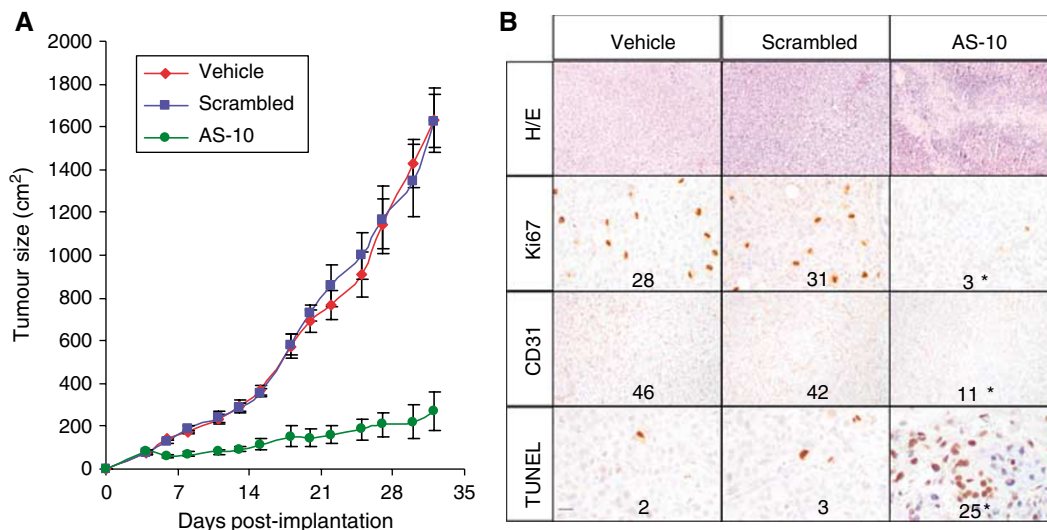 A
Tumour size (cm²)
2000
1800
1600
1400
1200
1000
800
600
400
200
0
Vehicle
Scrambled
AS-10
0 7 14 21 28 31 35
Days post-implantation
B
Vehicle Scrambled AS-10
H/E
Ki67
28 31 3 *
CD31
46 42 11 *
TUNEL
2 3 25*